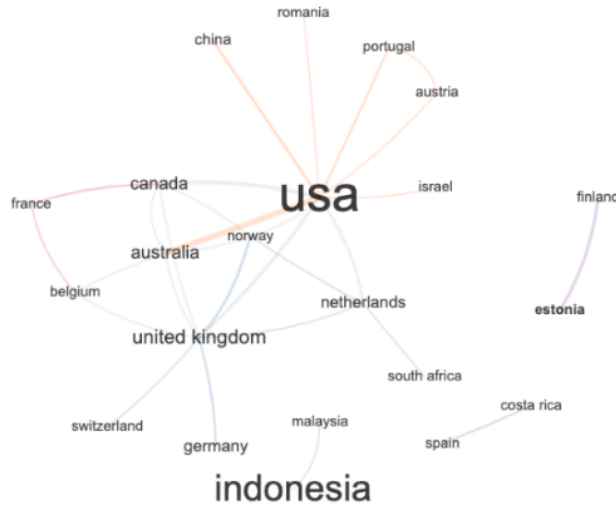 romania
china
portugal
austria
canada
usa
israel
france
finland
norway
australia
belgium
netherlands
estonia
united kingdom
south africa
costa rica
malaysia
switzerland
spain
germany
indonesia